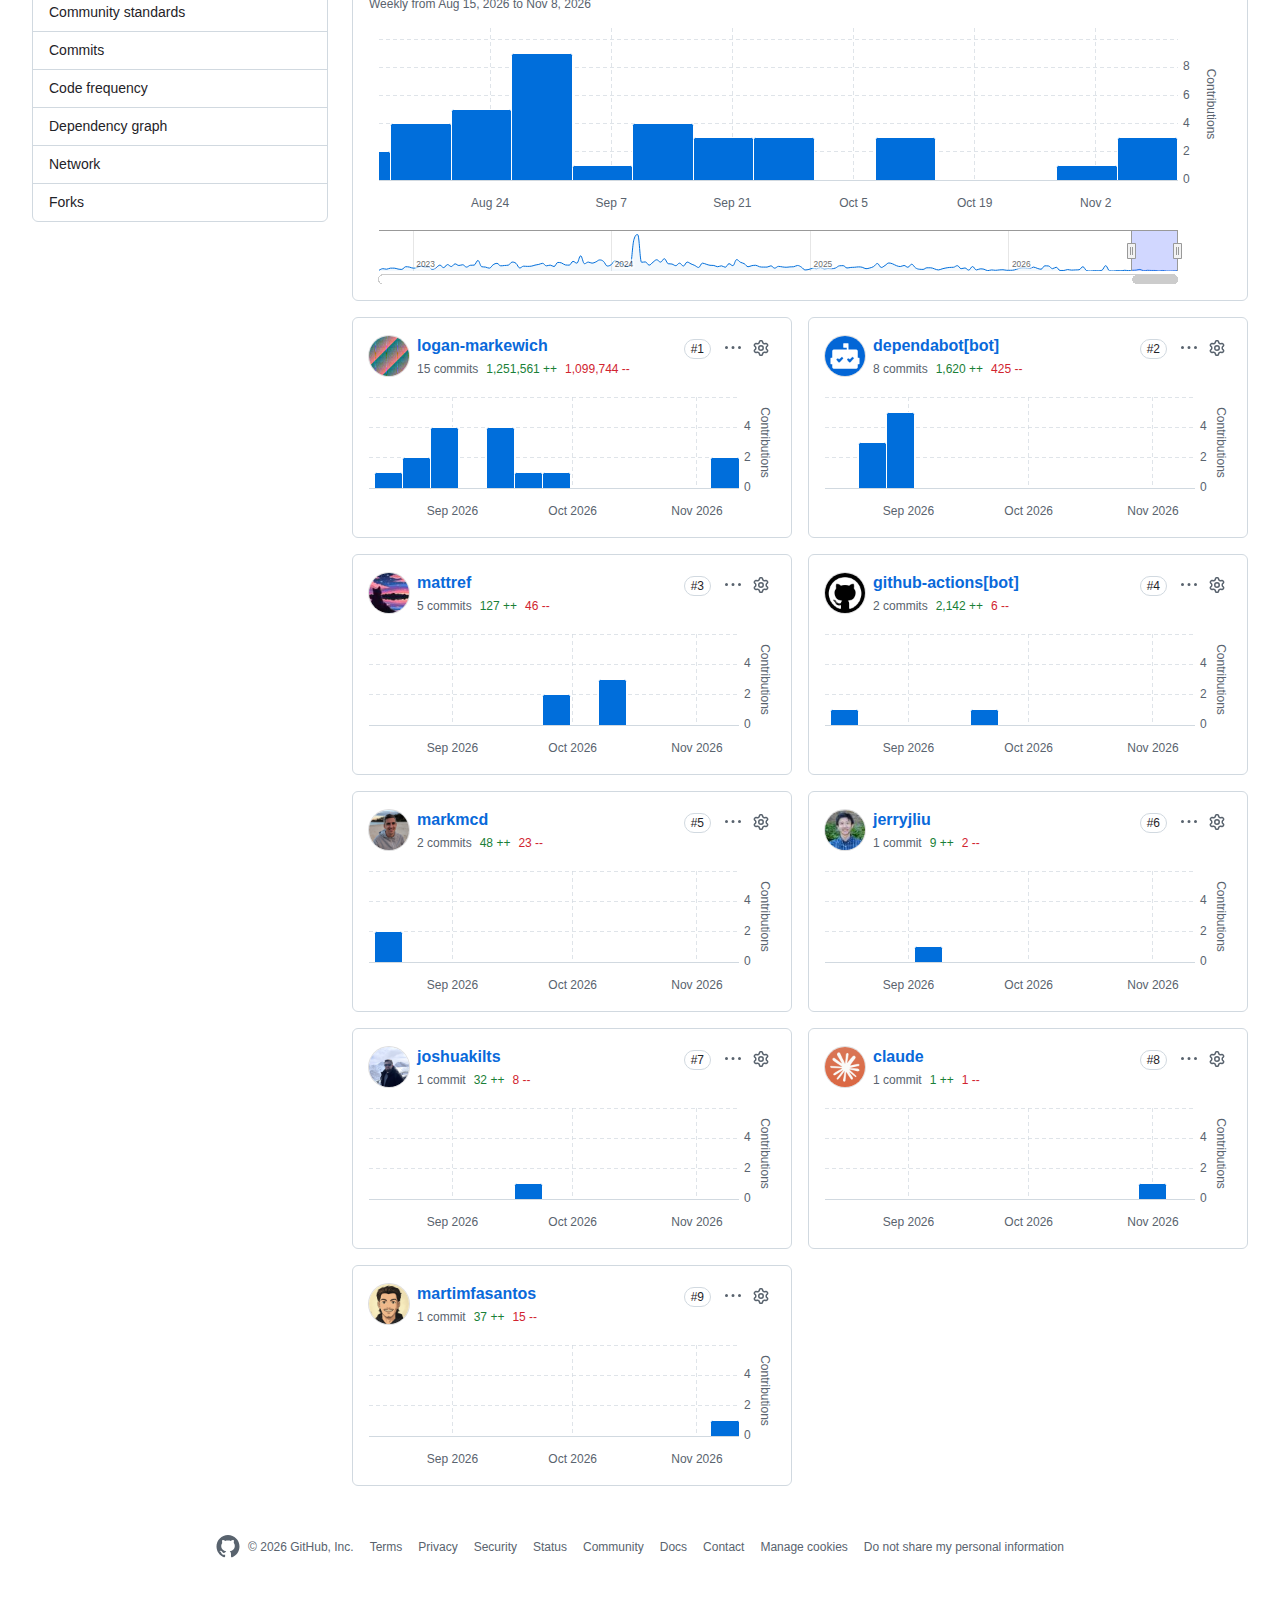 Community standards
Commits
Code frequency
Dependency graph
Network
Forks
Weekly from Aug 15, 2026 to Nov 8, 2026
8
6
4
2
0
Contributions
Aug 24 Sep 7 Sep 21 Oct 5 Oct 19 Nov 2
2023 2024 2025 2026
logan-markewich #1
15 commits 1,251,561 ++ 1,099,744 --
4
2
0
Contributions
Sep 2026 Oct 2026 Nov 2026
dependabot[bot] #2
8 commits 1,620 ++ 425 --
4
2
0
Contributions
Sep 2026 Oct 2026 Nov 2026
mattref #3
5 commits 127 ++ 46 --
4
2
0
Contributions
Sep 2026 Oct 2026 Nov 2026
github-actions[bot] #4
2 commits 2,142 ++ 6 --
4
2
0
Contributions
Sep 2026 Oct 2026 Nov 2026
markmcd #5
2 commits 48 ++ 23 --
4
2
0
Contributions
Sep 2026 Oct 2026 Nov 2026
jerryjliu #6
1 commit 9 ++ 2 --
4
2
0
Contributions
Sep 2026 Oct 2026 Nov 2026
joshuakilts #7
1 commit 32 ++ 8 --
4
2
0
Contributions
Sep 2026 Oct 2026 Nov 2026
claude #8
1 commit 1 ++ 1 --
4
2
0
Contributions
Sep 2026 Oct 2026 Nov 2026
martimfasantos #9
1 commit 37 ++ 15 --
4
2
0
Contributions
Sep 2026 Oct 2026 Nov 2026
© 2026 GitHub, Inc. Terms Privacy Security Status Community Docs Contact Manage cookies Do not share my personal information